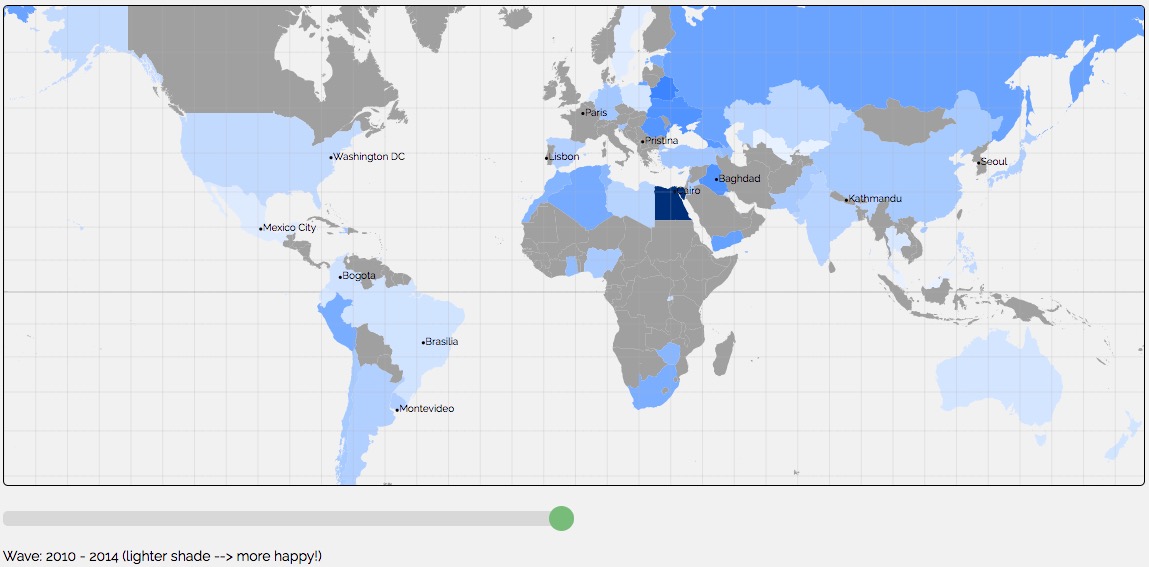 Paris
Pristina
Washington DC
Lisbon
Seoul
Baghdad
Cairo
Kathmandu
Mexico City
Bogota
Brasilia
Montevideo
Wave: 2010 - 2014 (lighter shade --> more happy!)